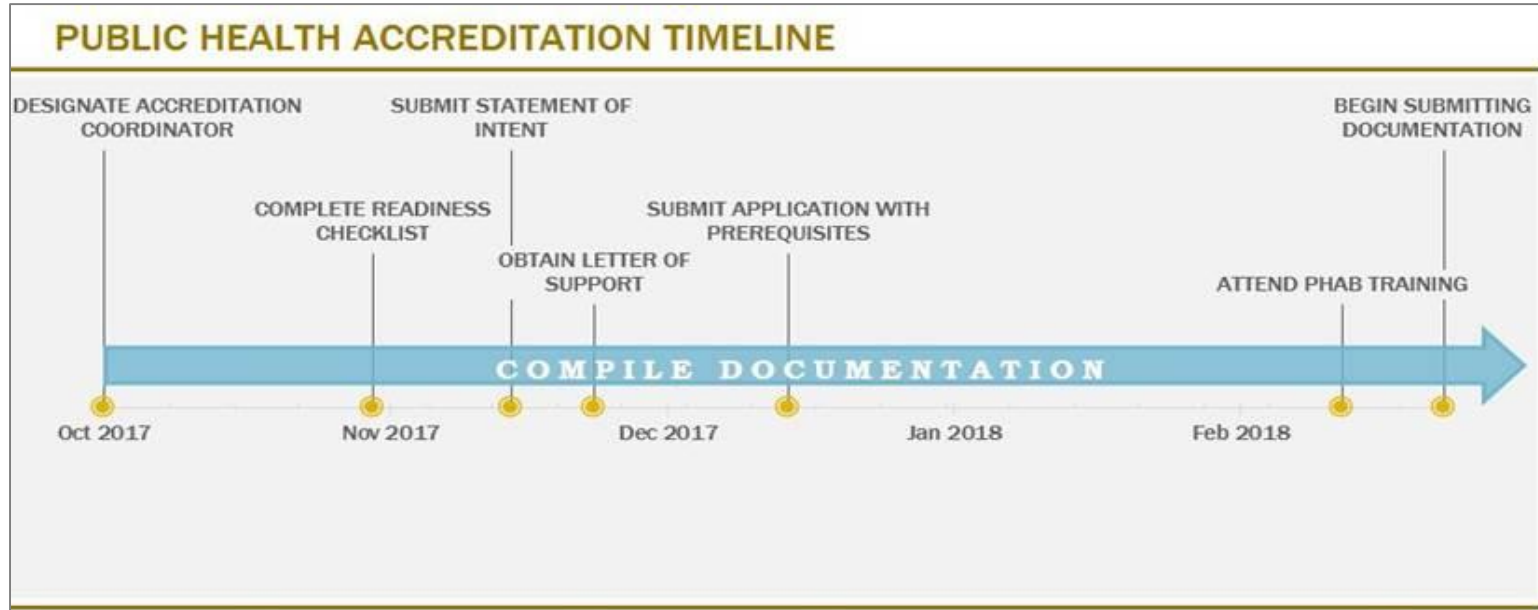 PUBLIC HEALTH ACCREDITATION TIMELINE
DESIGNATE ACCREDITATION
COORDINATOR
SUBMIT STATEMENT OF
INTENT
BEGIN SUBMITTING
DOCUMENTATION
COMPLETE READINESS
CHECKLIST
SUBMIT APPLICATION WITH
PREREQUISITES
OBTAIN LETTER OF
SUPPORT
ATTEND PHAB TRAINING
COMPILE DOCUMENTATION
Oct 2017
Nov 2017
Dec 2017
Jan 2018
Feb 2018